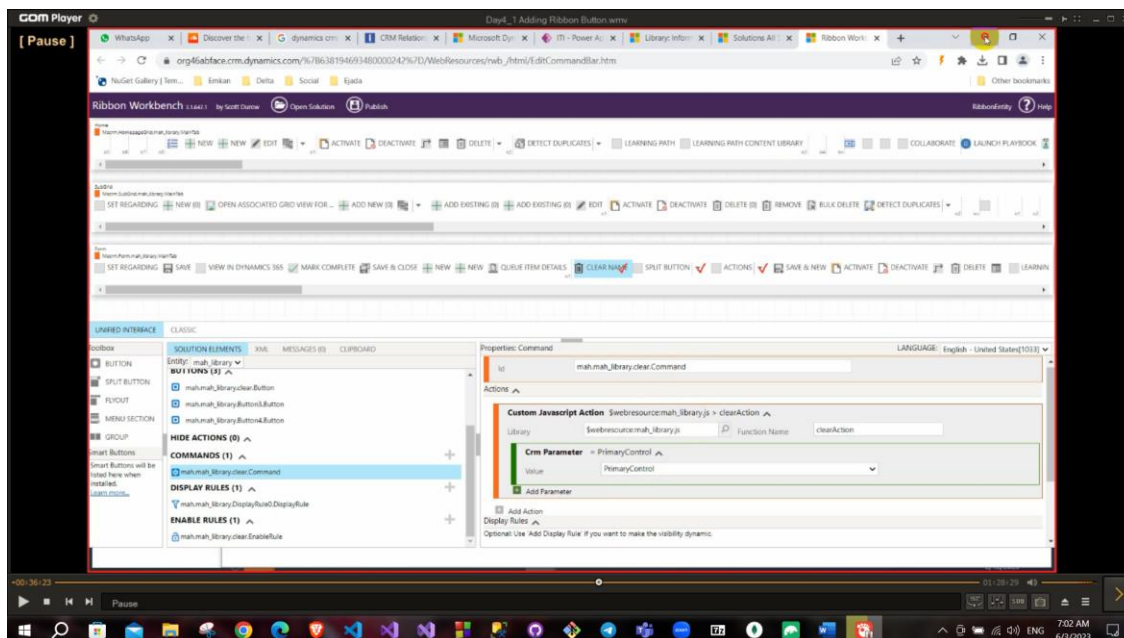 GOM Player
Day4_1 Adding Ribbon Button.wmv
[ Pause ]
WhatsApp
Discover the
dynamics crm
CRM Relation
Microsoft Dy
ITI - Power A
Library: Inform
Solutions All
Ribbon Work
org46abface.crm.dynamics.com/%7B638194693480000242%7D/WebResources/rwb_/html/EditCommandBar.htm
NuGet Gallery | Tem...
Emkan
Delta
Social
Ejada
Other bookmarks
Ribbon Workbench
by Scott Durow
Open Solution
Publish
RibbonEntity
Help
Home
NEW
NEW
EDIT
ACTIVATE
DEACTIVATE
DELETE
DETECT DUPLICATES
LEARNING PATH
LEARNING PATH CONTENT LIBRARY
COLLABORATE
LAUNCH PLAYBOOK
SubGrid
SET REGARDING
NEW (0)
OPEN ASSOCIATED GRID VIEW FOR ...
ADD NEW (0)
ADD EXISTING (0)
ADD EXISTING (0)
EDIT
ACTIVATE
DEACTIVATE
DELETE (0)
REMOVE
BULK DELETE
DETECT DUPLICATES
Form
SET REGARDING
SAVE
VIEW IN DYNAMICS 365
MARK COMPLETE
SAVE & CLOSE
NEW
NEW
QUEUE ITEM DETAILS
CLEAR NAME
SPLIT BUTTON
ACTIONS
SAVE & NEW
ACTIVATE
DEACTIVATE
DELETE
LEARNIN
UNIFIED INTERFACE
CLASSIC
Toolbox
BUTTON
SPLIT BUTTON
FLYOUT
MENU SECTION
GROUP
Smart Buttons
Smart Buttons will be
listed here when
installed.
Learn more...
SOLUTION ELEMENTS
XML
MESSAGES (0)
CLIPBOARD
Entity: mah_library
BUTTONS (3)
mah.mah_library.clear.Button
mah.mah_library.Button3.Button
mah.mah_library.Button4.Button
HIDE ACTIONS (0)
COMMANDS (1)
mah.mah_library.clear.Command
DISPLAY RULES (1)
mah.mah_library.DisplayRule0.DisplayRule
ENABLE RULES (1)
mah.mah_library.clear.EnableRule
Properties: Command
LANGUAGE: English - United States[1033]
Id
mah.mah_library.clear.Command
Actions
Custom Javascript Action $webresource:mah_library.js > clearAction
Library
$webresource:mah_library.js
Function Name
clearAction
Crm Parameter = PrimaryControl
Value
PrimaryControl
Add Parameter
Add Action
Display Rules
Optional: Use 'Add Display Rule' if you want to make the visibility dynamic.
00:36:23
01:28:29
Pause
SUB
ENG
7:02 AM
6/3/2023